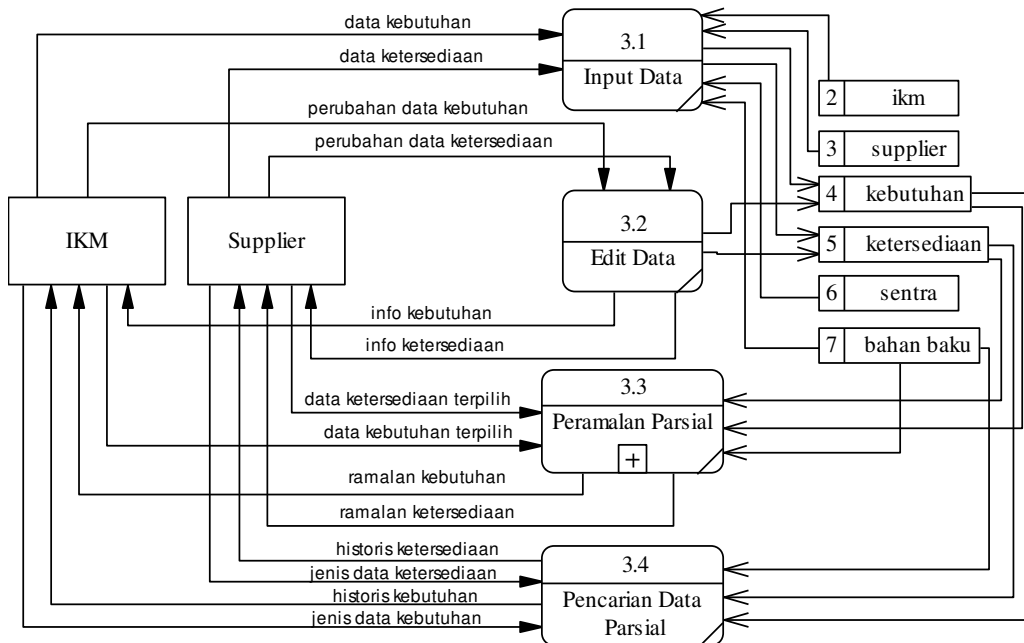 data kebutuhan
data ketersediaan
3.1
Input Data
2 ikm
perubahan data kebutuhan
perubahan data ketersediaan
3 supplier
4 kebutuhan
IKM
Supplier
3.2
Edit Data
5 ketersediaan
6 sentra
info kebutuhan
info ketersediaan
7 bahan baku
3.3
Peramalan Parsial
+
data ketersediaan terpilih
data kebutuhan terpilih
ramalan kebutuhan
ramalan ketersediaan
historis ketersediaan
jenis data ketersediaan
historis kebutuhan
jenis data kebutuhan
3.4
Pencarian Data
Parsial